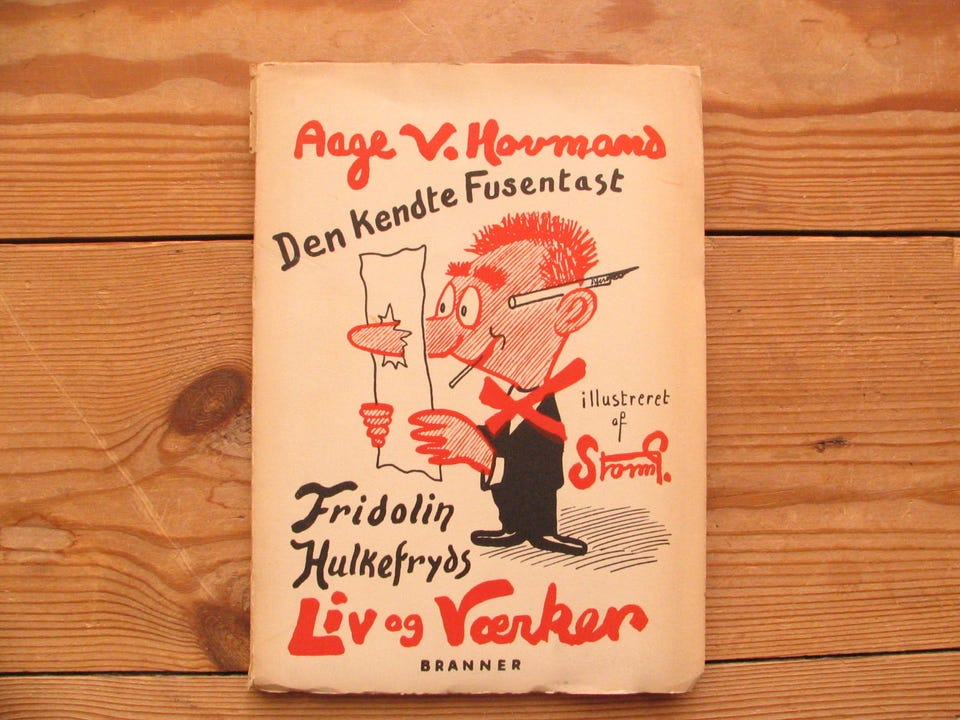 Aage V. Hovmand
Den Kendte Fusentast
illustreret
af
Storm P.
Fridolin
Hulkefryds
Liv og Værker
BRANNER